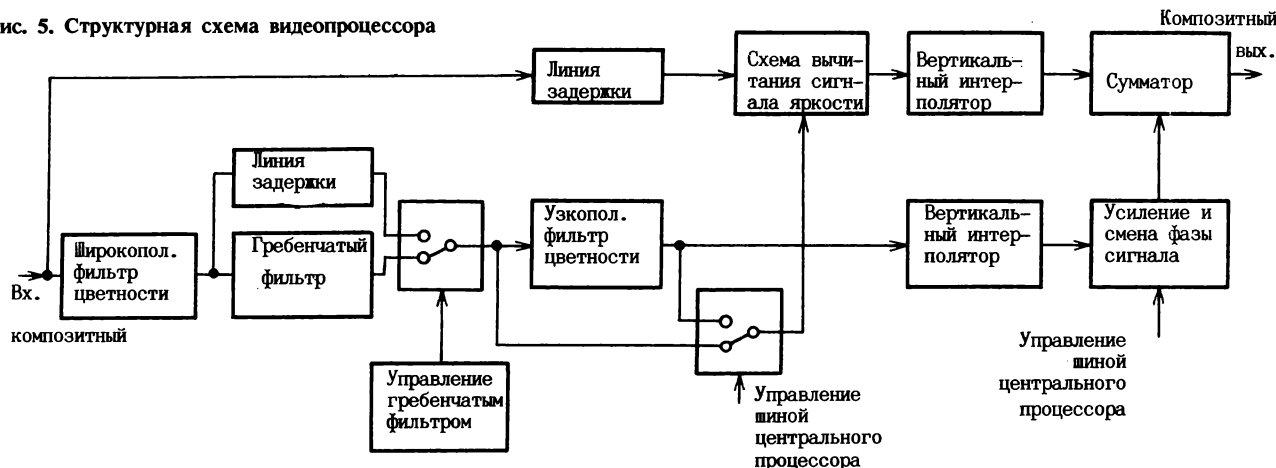 ис. 5. Структурная схема видеопроцессора
Композитный
вых.
Линия
задержки
Схема вычи-
тания сигн-
ала яркости
Вертикаль-
ный интер-
полятор
Сумматор
Линия
задержки
Широкопол.
фильтр
цветности
Гребенчатый
фильтр
Узкопол.
фильтр
цветности
Вертикаль-
ный интер-
полятор
Усиление и
смена фазы
сигнала
Вх.
композитный
Управление
гребенчатым
фильтром
Управление
шиной
центрального
процессора
Управление
шиной
центрального
процессора